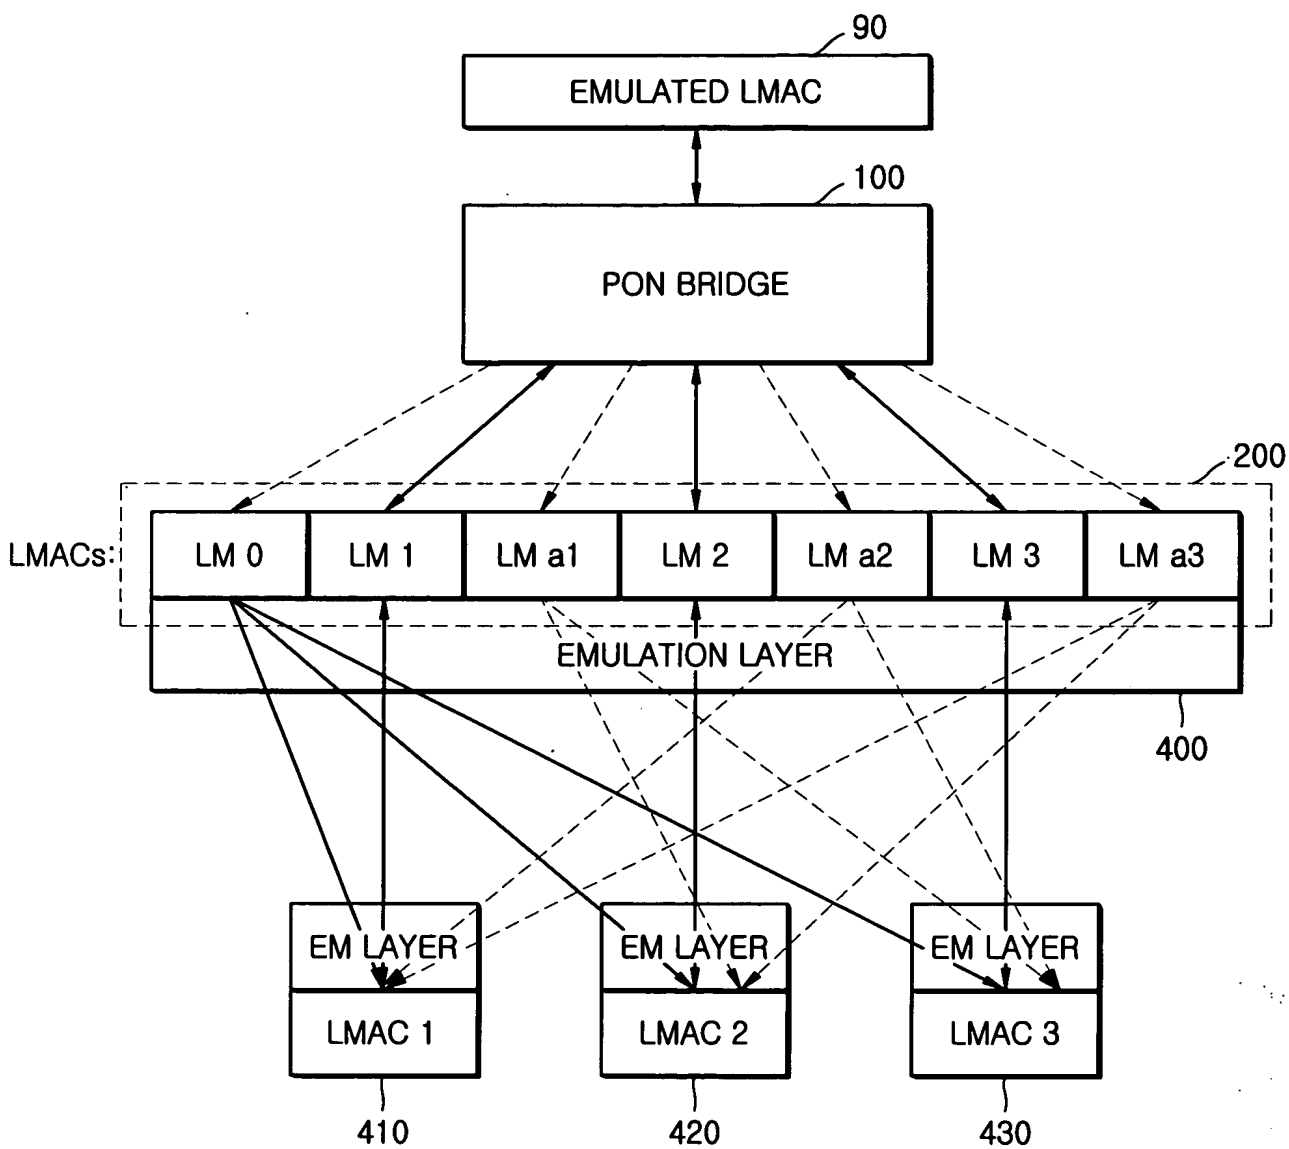 90
EMULATED LMAC
100
PON BRIDGE
200
LMACs:
LM 0
LM 1
LM a1
LM 2
LM a2
LM 3
LM a3
EMULATION LAYER
400
EM LAYER
EM LAYER
EM LAYER
LMAC 1
LMAC 2
LMAC 3
410
420
430